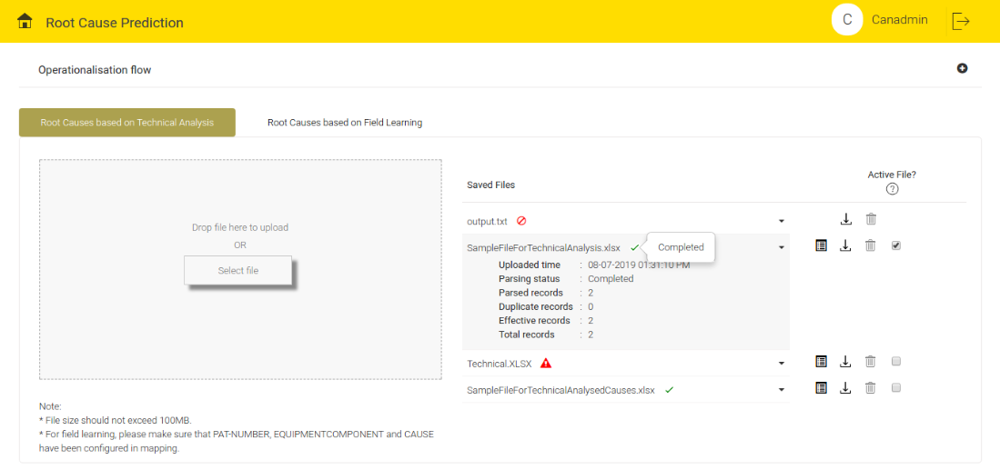 Root Cause Prediction
C
Canadmin
Operationalisation flow
Root Causes based on Technical Analysis
Root Causes based on Field Learning
Drop file here to upload
OR
Select file
Note:
* File size should not exceed 100MB.
* For field learning, please make sure that PAT-NUMBER, EQUIPMENTCOMPONENT and CAUSE
have been configured in mapping.
Saved Files
Active File?
?
output.txt
SampleFileForTechnicalAnalysis.xlsx
Completed
Uploaded time : 08-07-2019 01:31:10 PM
Parsing status : Completed
Parsed records : 2
Duplicate records : 0
Effective records : 2
Total records : 2
Technical.XLSX
SampleFileForTechnicalAnalysedCauses.xlsx